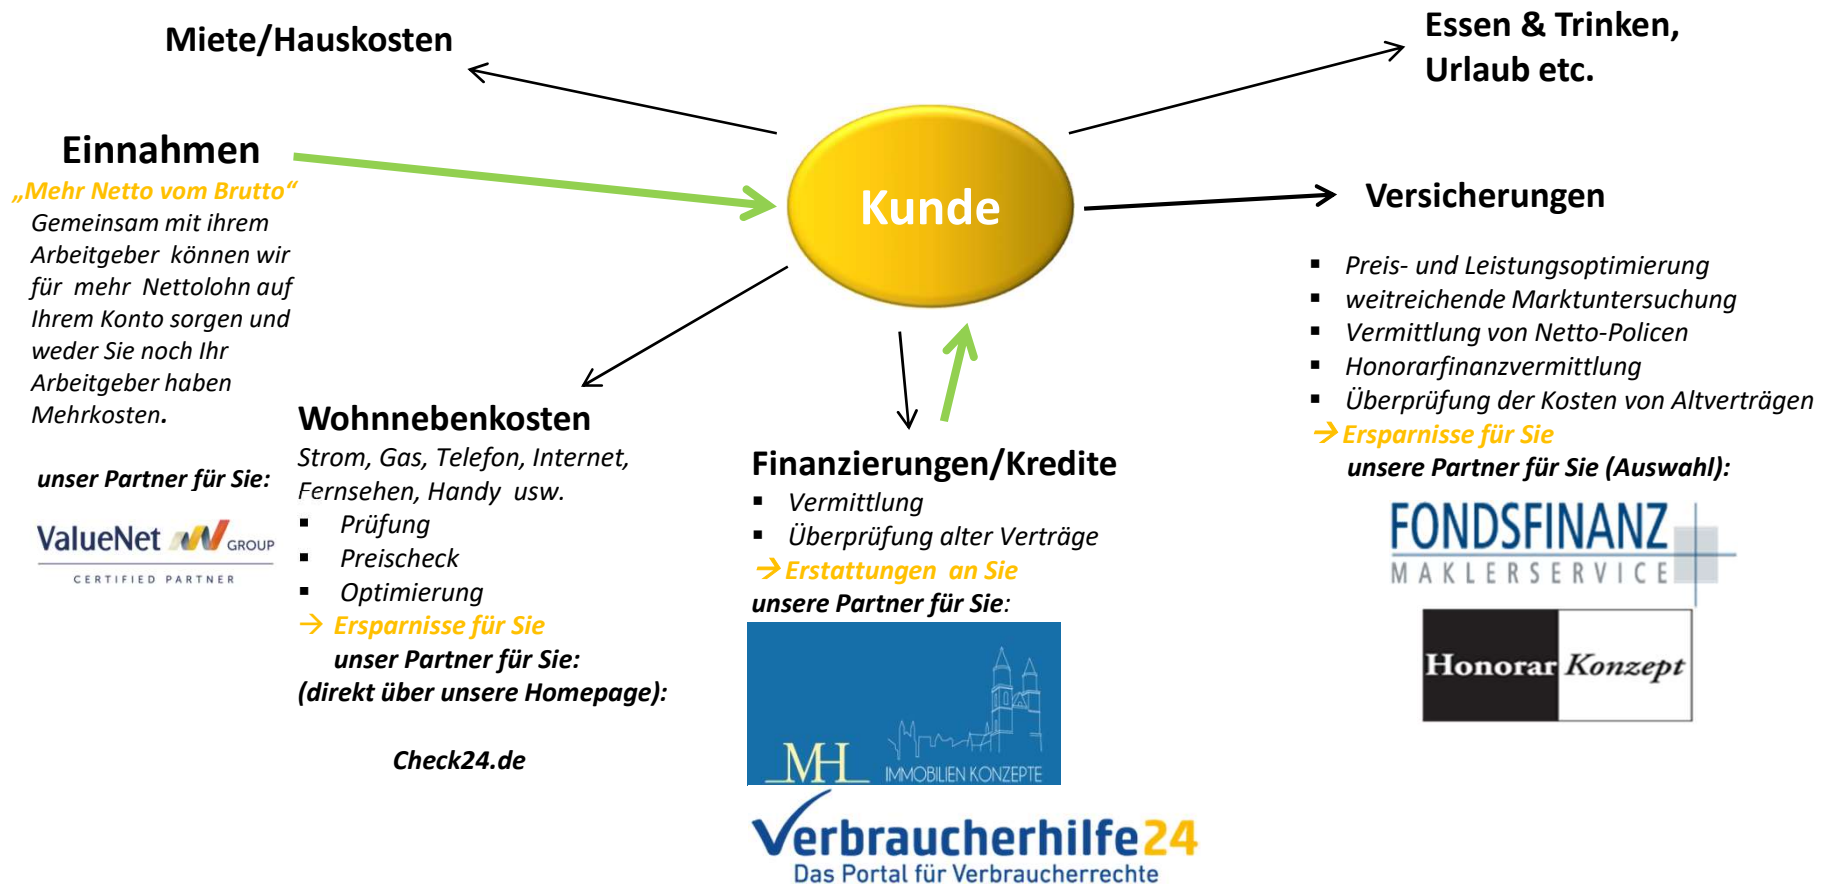 Miete/Hauskosten
Essen & Trinken,
Urlaub etc.
Kunde
Einnahmen
„Mehr Netto vom Brutto“
Gemeinsam mit ihrem
Arbeitgeber können wir
für mehr Nettolohn auf
Ihrem Konto sorgen und
weder Sie noch Ihr
Arbeitgeber haben
Mehrkosten.
unser Partner für Sie:
ValueNet GROUP
CERTIFIED PARTNER
Wohnnebenkosten
Strom, Gas, Telefon, Internet,
Fernsehen, Handy usw.
▪ Prüfung
▪ Preischeck
▪ Optimierung
→ Ersparnisse für Sie
unser Partner für Sie:
(direkt über unsere Homepage):
Check24.de
Finanzierungen/Kredite
▪ Vermittlung
▪ Überprüfung alter Verträge
→ Erstattungen an Sie
unsere Partner für Sie:
MH IMMOBILIEN KONZEPTE
Verbraucherhilfe24
Das Portal für Verbraucherrechte
Versicherungen
▪ Preis- und Leistungsoptimierung
▪ weitreichende Marktuntersuchung
▪ Vermittlung von Netto-Policen
▪ Honorarfinanzvermittlung
▪ Überprüfung der Kosten von Altverträgen
→ Ersparnisse für Sie
unsere Partner für Sie (Auswahl):
FONDSFINANZ
MAKLERSERVICE
Honorar Konzept